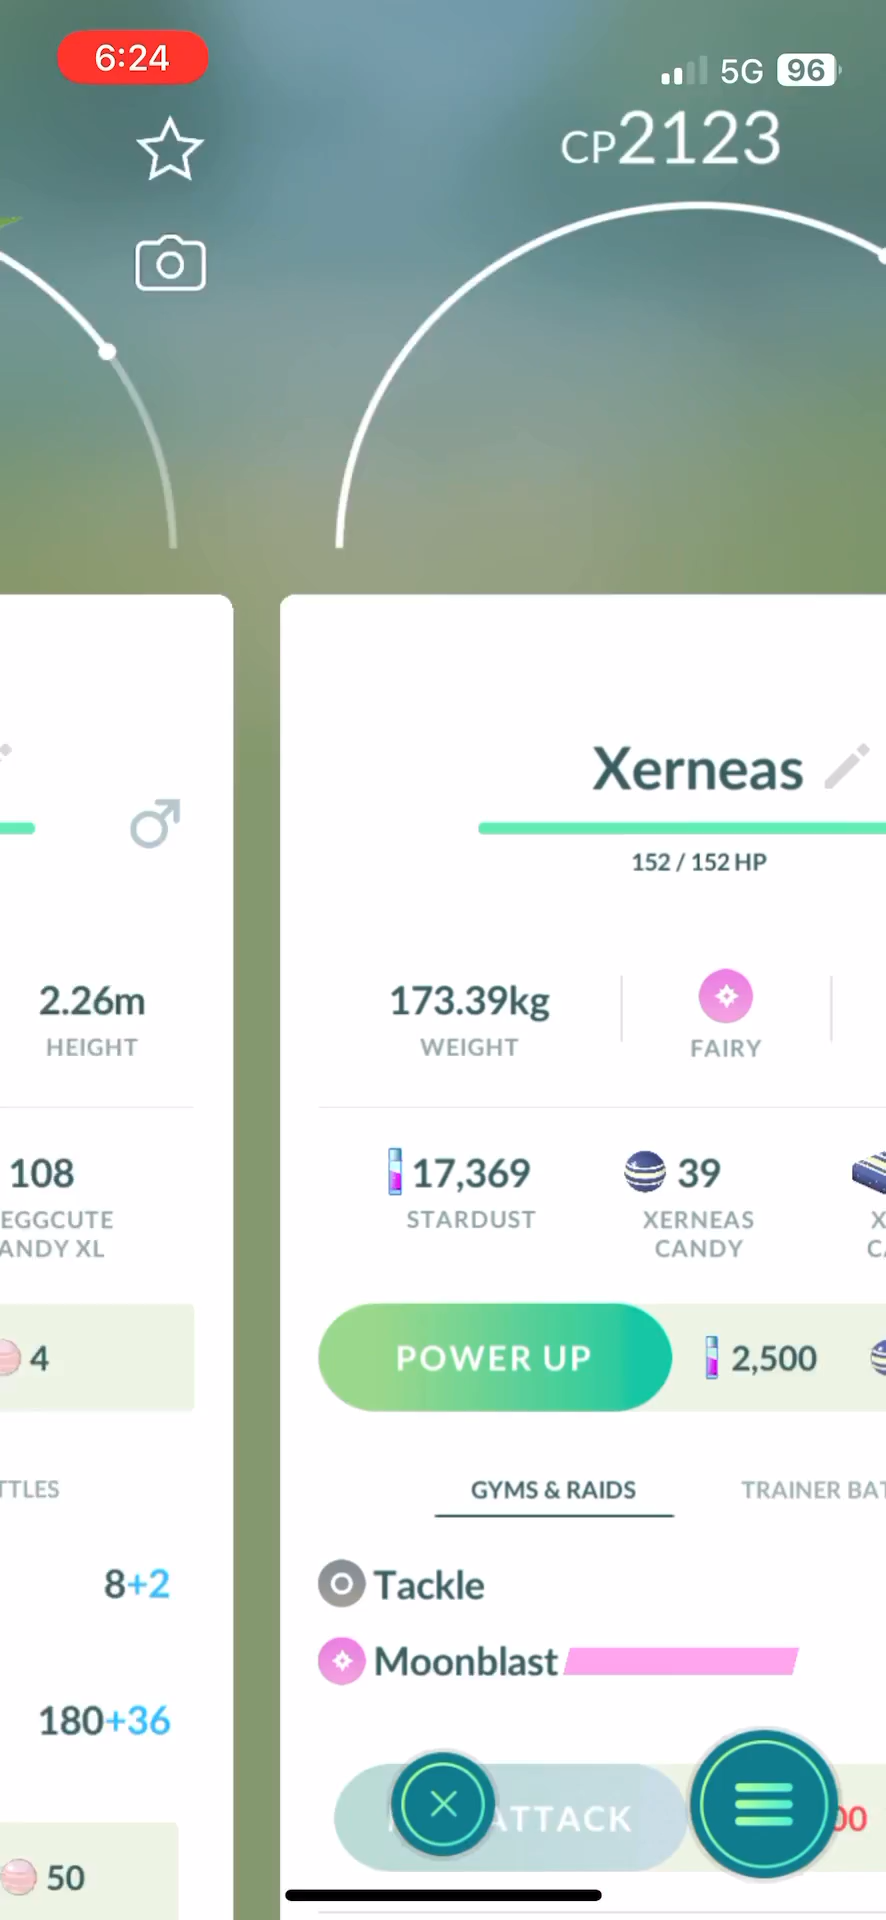 6:24
5G 96
CP2123
Xerneas
152 / 152 HP
2.26m
HEIGHT
173.39kg
WEIGHT
FAIRY
108
EGGCUTE
ANDY XL
17,369
STARDUST
39
XERNEAS
CANDY
X
C
4
POWER UP
2,500
TTLES
GYMS & RAIDS
TRAINER BAT
8+2
Tackle
Moonblast
180+36
ATTACK
00
50